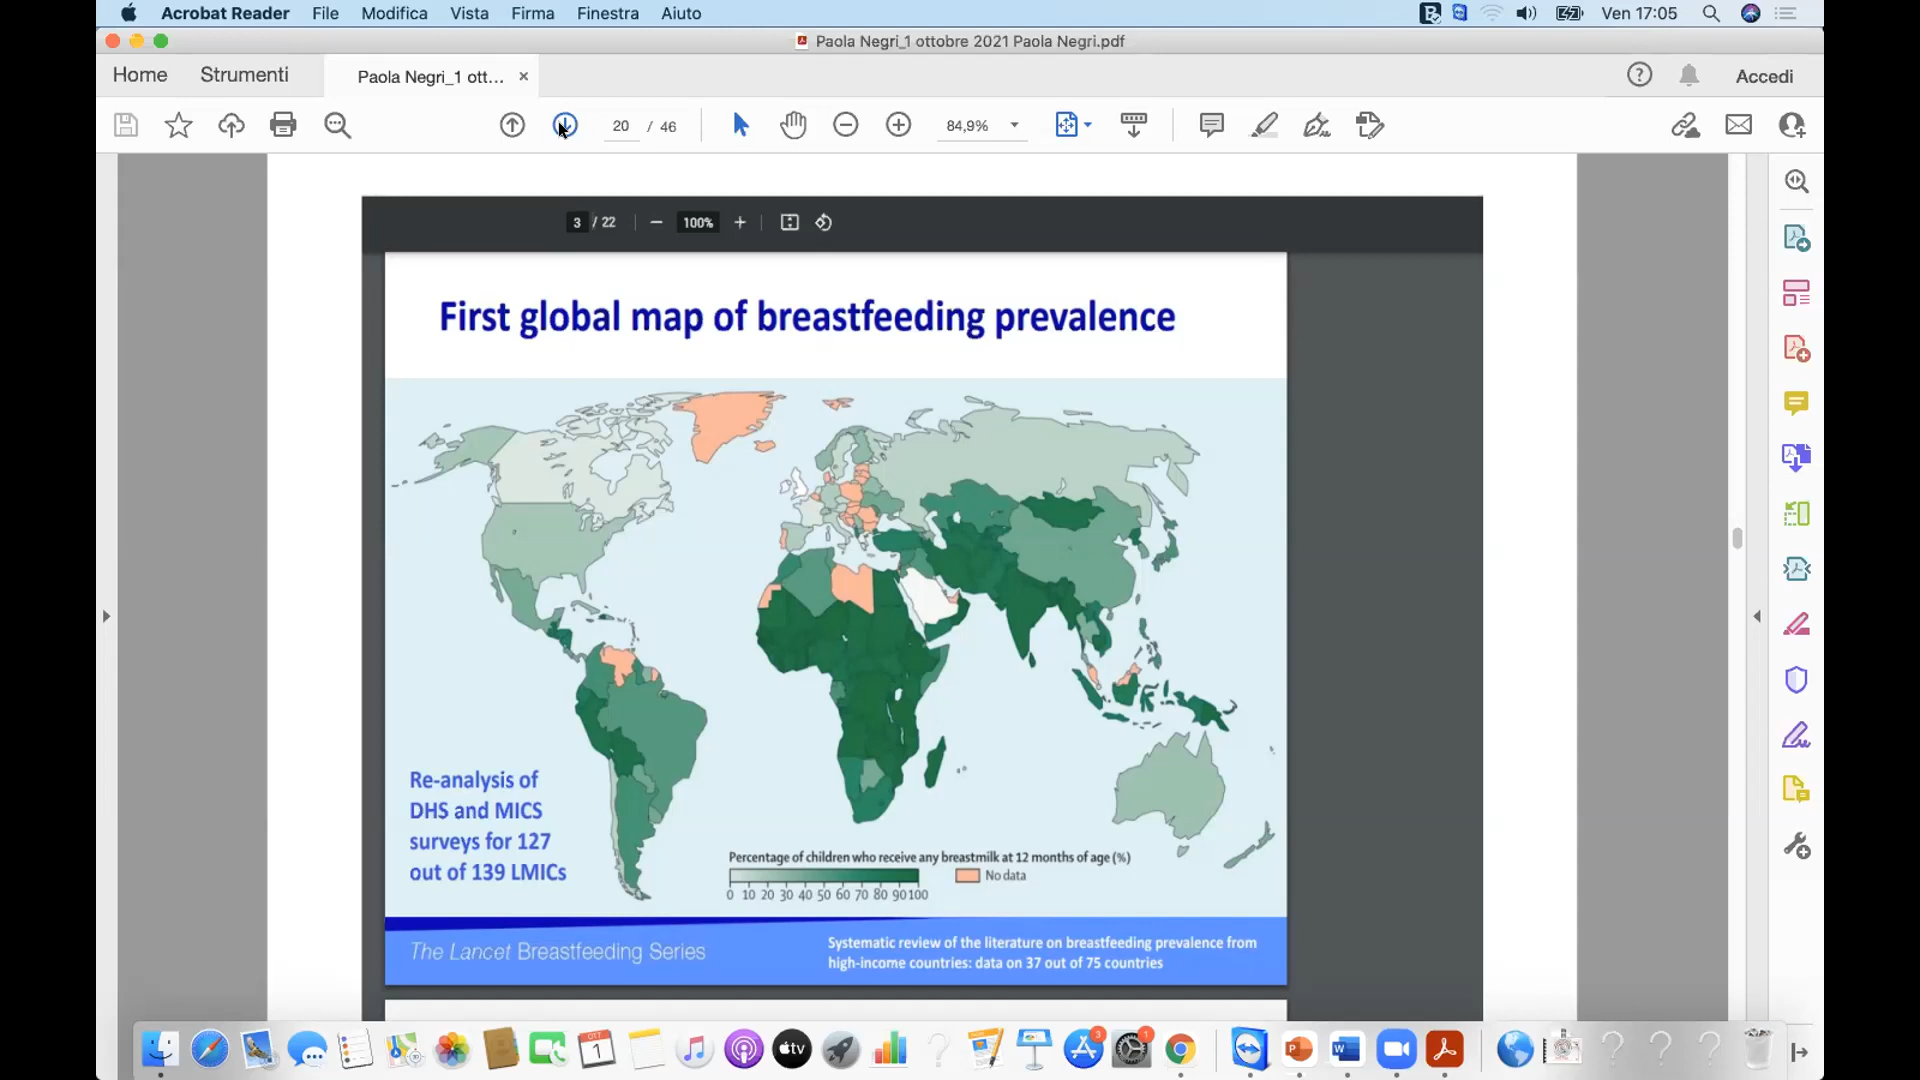 Acrobat Reader File Modifica Vista Firma Finestra Aiuto Ven 17:05
Paola Negri_1 ottobre 2021 Paola Negri.pdf
Home Strumenti Paola Negri_1 ott... × Accedi
20 / 46 84,9%
3 / 22 100%
First global map of breastfeeding prevalence
Re-analysis of
DHS and MICS
surveys for 127
out of 139 LMICs
Percentage of children who receive any breastmilk at 12 months of age (%)
No data
0 10 20 30 40 50 60 70 80 90 100
The Lancet Breastfeeding Series
Systematic review of the literature on breastfeeding prevalence from
high-income countries: data on 37 out of 75 countries
OTT
1
tv
3
1